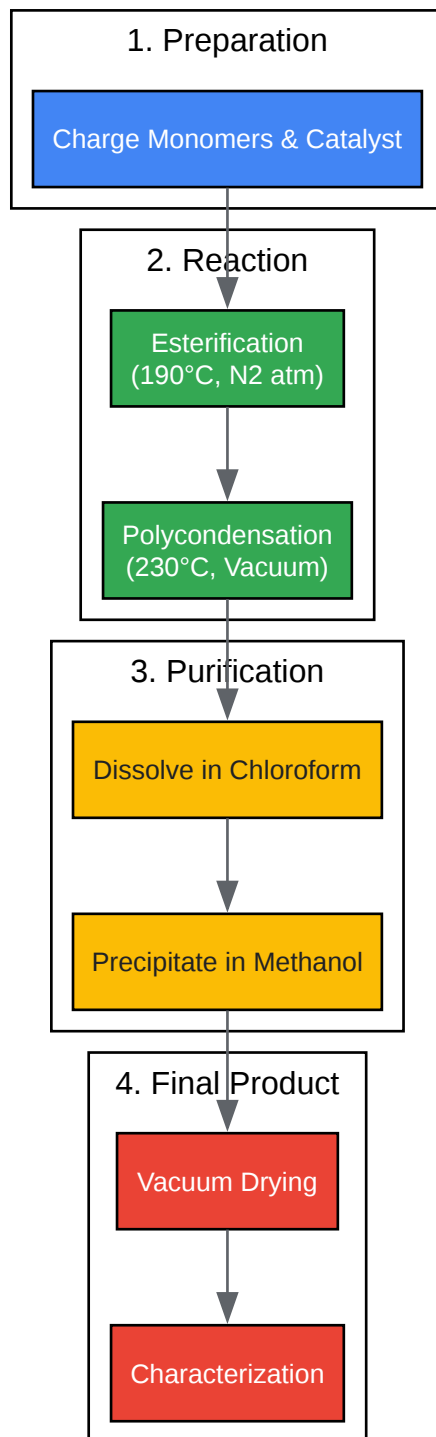 1. Preparation
Charge Monomers & Catalyst
2. Reaction
Esterification
(190°C, N2 atm)
Polycondensation
(230°C, Vacuum)
3. Purification
Dissolve in Chloroform
Precipitate in Methanol
4. Final Product
Vacuum Drying
Characterization